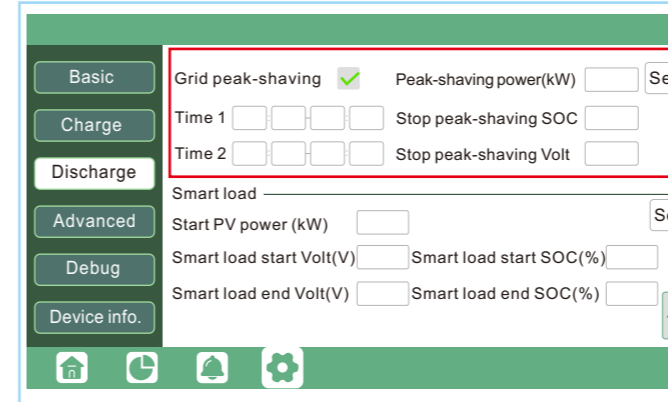 Basic
Charge
Discharge
Advanced
Debug
Device info.
Grid peak-shaving Peak-shaving power(kW) Se
Time 1 Stop peak-shaving SOC
Time 2 Stop peak-shaving Volt
Smart load
Start PV power (kW) Se
Smart load start Volt(V) Smart load start SOC(%)
Smart load end Volt(V) Smart load end SOC(%)